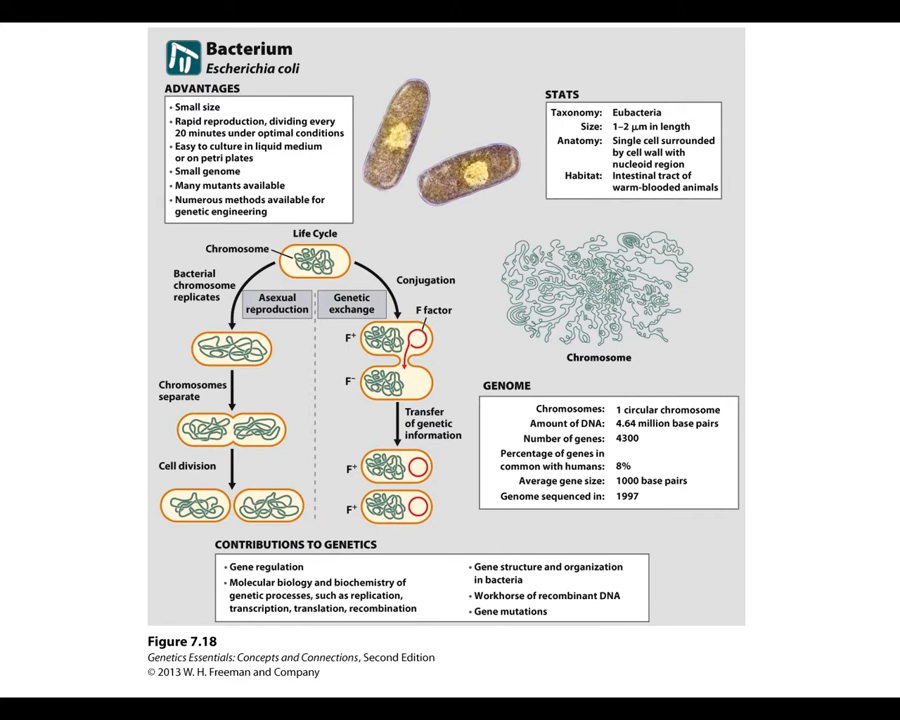 Bacterium
Escherichia coli
ADVANTAGES
• Small size
• Rapid reproduction, dividing every
20 minutes under optimal conditions
• Easy to culture in liquid medium
or on petri plates
• Small genome
• Many mutants available
• Numerous methods available for
genetic engineering
STATS
Taxonomy: Eubacteria
Size: 1–2 μm in length
Anatomy: Single cell surrounded
by cell wall with
nucleoid region
Habitat: Intestinal tract of
warm-blooded animals
Life Cycle
Chromosome
Bacterial
chromosome
replicates
Asexual
reproduction
Genetic
exchange
Conjugation
F factor
F+
F−
Chromosomes
separate
Transfer
of genetic
information
Cell division
F+
F+
Chromosome
GENOME
Chromosomes: 1 circular chromosome
Amount of DNA: 4.64 million base pairs
Number of genes: 4300
Percentage of genes in
common with humans: 8%
Average gene size: 1000 base pairs
Genome sequenced in: 1997
CONTRIBUTIONS TO GENETICS
• Gene regulation
• Molecular biology and biochemistry of
genetic processes, such as replication,
transcription, translation, recombination
• Gene structure and organization
in bacteria
• Workhorse of recombinant DNA
• Gene mutations
Figure 7.18
Genetics Essentials: Concepts and Connections, Second Edition
© 2013 W. H. Freeman and Company